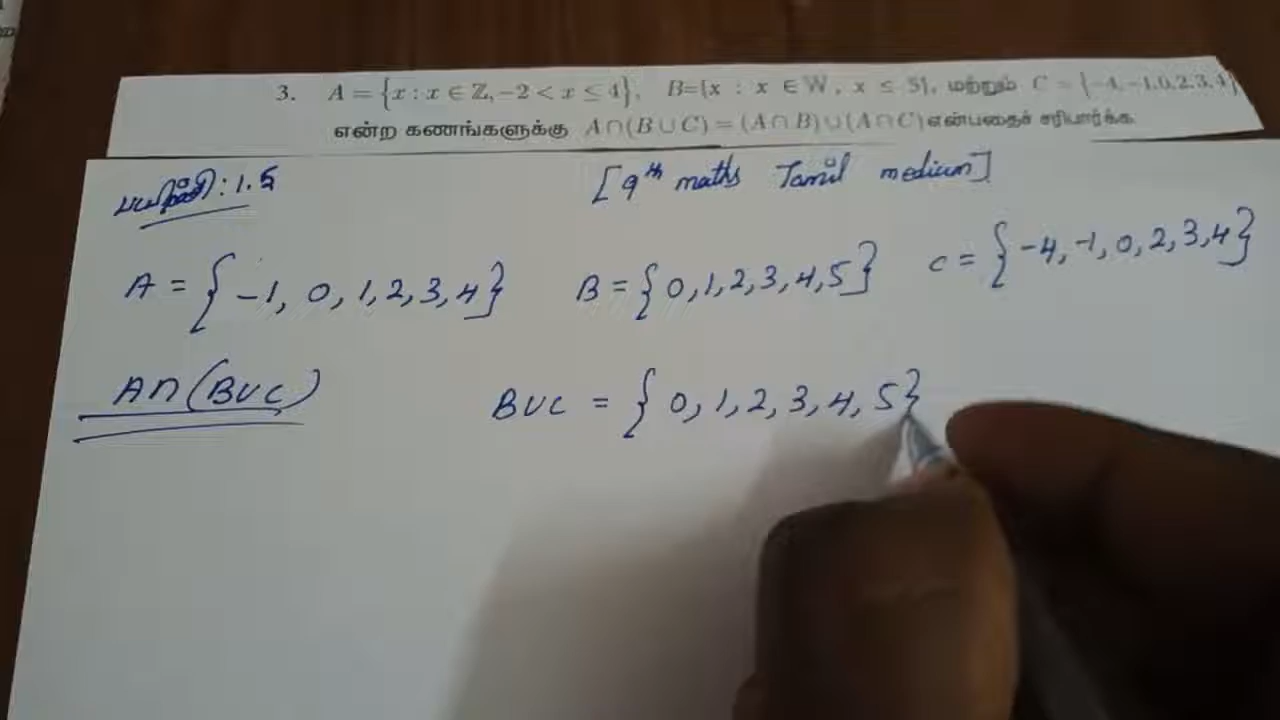 3. A = {x : x ∈ ℤ, −2 < x ≤ 4}, B={x : x ∈ W, x ≤ 5}, மற்றும் C = {−4,−1,0,2,3,4}
என்ற கணங்களுக்கு A∩(B∪C) = (A∩B)∪(A∩C) என்பதைச் சரிபார்க்க
பயிற்சி : 1.5 [9th maths Tamil medium]
A = {-1, 0, 1, 2, 3, 4} B = {0, 1, 2, 3, 4, 5} C = {-4, -1, 0, 2, 3, 4}
A∩(B∪C) B∪C = {0, 1, 2, 3, 4, 5}